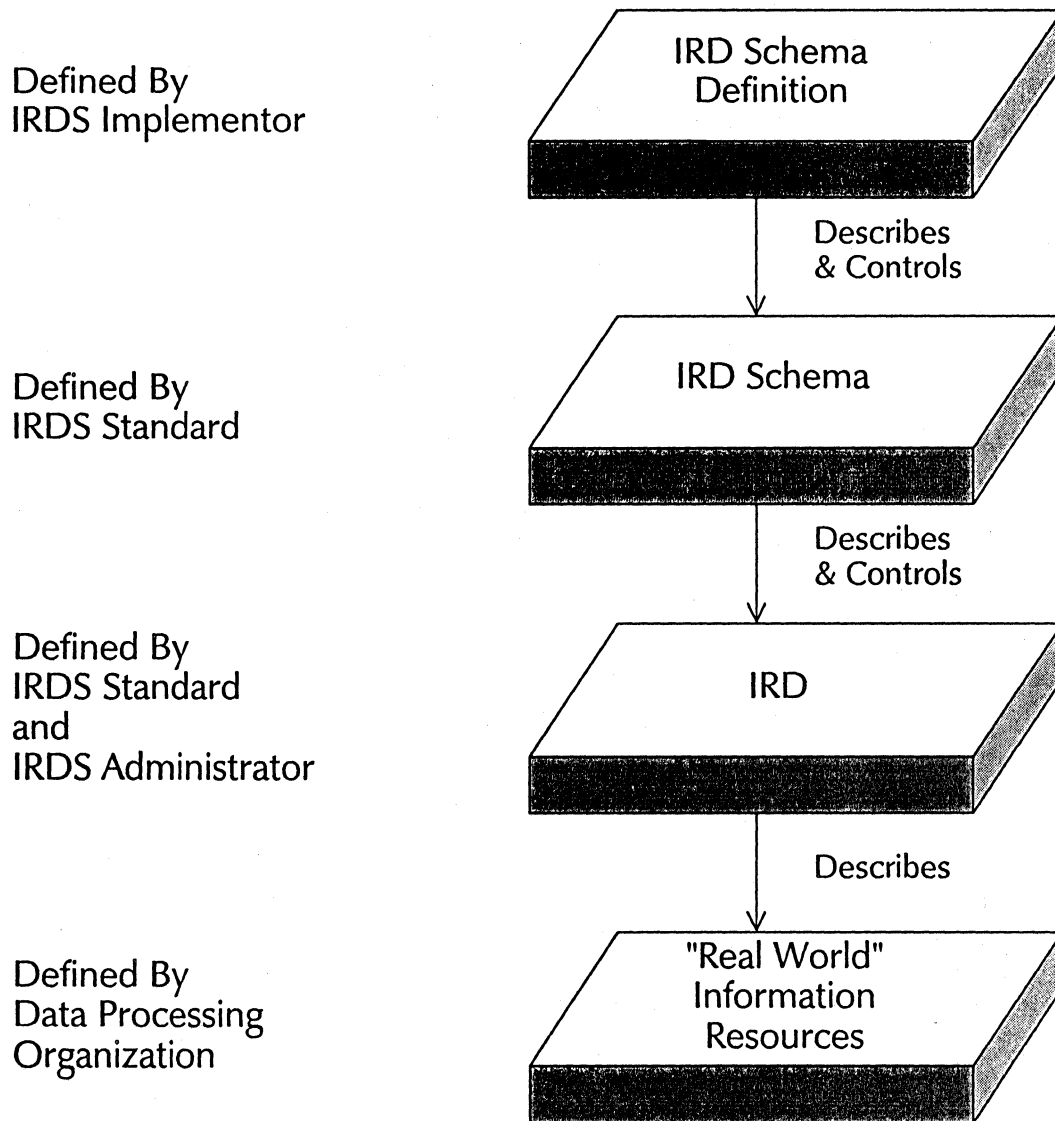 Defined By
IRDS Implementor
IRD Schema
Definition
Describes
& Controls
Defined By
IRDS Standard
IRD Schema
Describes
& Controls
Defined By
IRDS Standard
and
IRDS Administrator
IRD
Describes
Defined By
Data Processing
Organization
"Real World"
Information
Resources